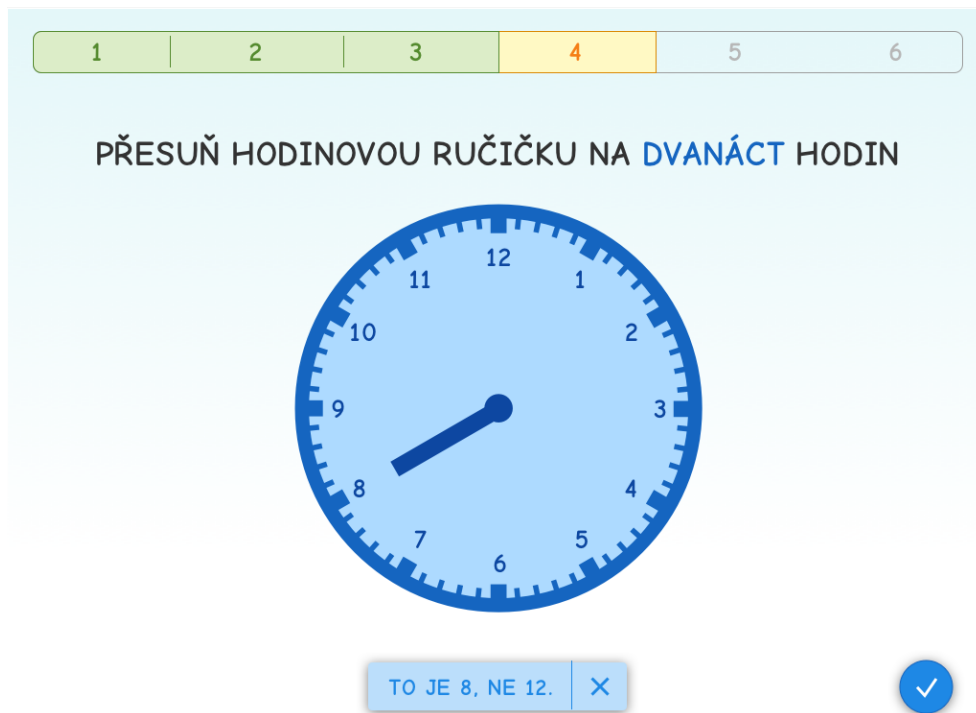 1 2 3 4 5 6
PŘESUŇ HODINOVOU RUČIČKU NA DVANÁCT HODIN
12
11 1
10 2
9 3
8 4
7 5
6
TO JE 8, NE 12.